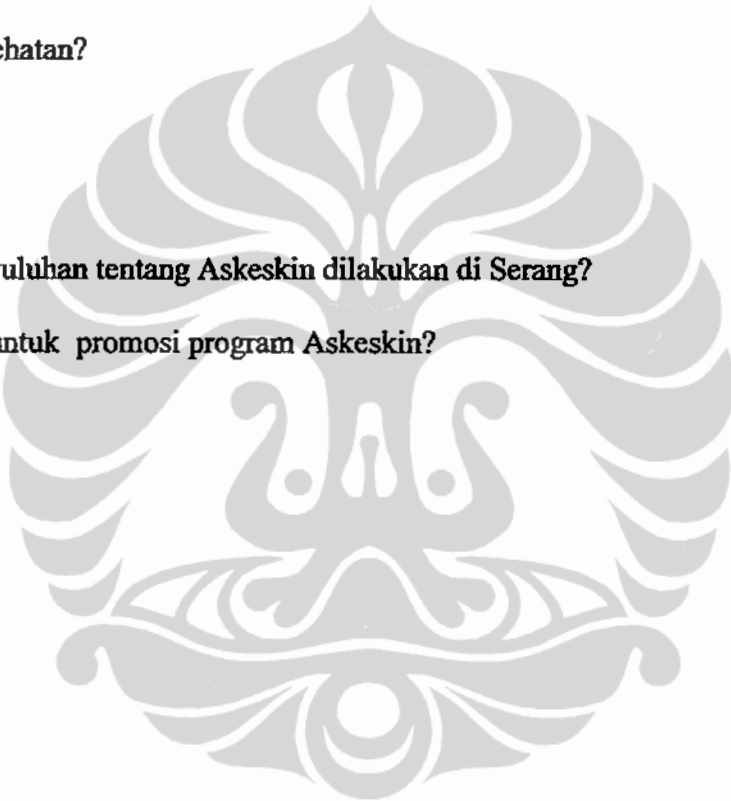 ehatan?
uluhan tentang Askeskin dilakukan di Serang?
ntuk promosi program Askeskin?